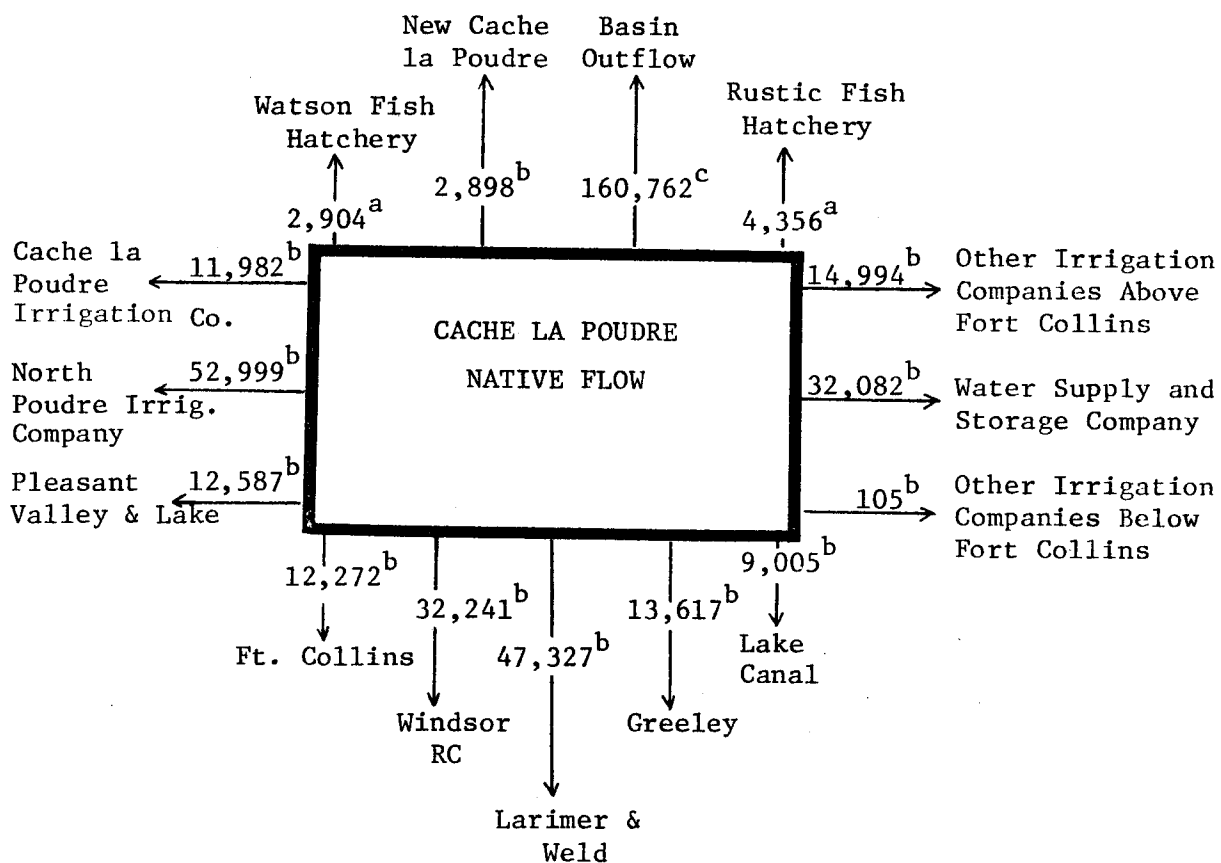 New Cache
la Poudre
Basin
Outflow
Watson Fish
Hatchery
Rustic Fish
Hatchery
2,898b
160,762c
2,904a
4,356a
Cache la
Poudre
Irrigation Co.
11,982b
14,994b
Other Irrigation
Companies Above
Fort Collins
CACHE LA POUDRE
NATIVE FLOW
North
Poudre Irrig.
Company
52,999b
32,082b
Water Supply and
Storage Company
Pleasant
Valley & Lake
12,587b
105b
Other Irrigation
Companies Below
Fort Collins
12,272b
32,241b
47,327b
13,617b
9,005b
Ft. Collins
Windsor
RC
Larimer &
Weld
Greeley
Lake
Canal